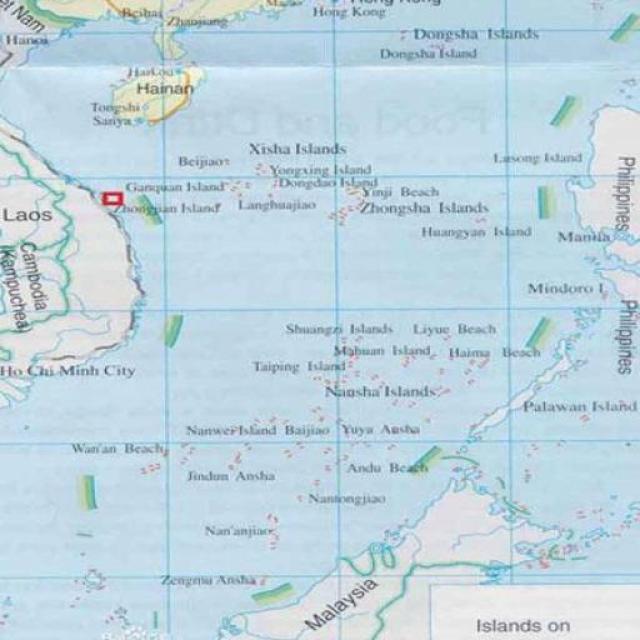 Viet Nam
Hanoi
Beihai
Zhanjiang
Hong Kong
Dongsha Islands
Dongsha Island
Haikou
Hainan
Tongshi
Sanya
Xisha Islands
Beijiao
Yongxing Island
Lusong Island
Ganquan Island
Dongdao Island
Yinji Beach
Zhongjian Island
Langhuajiao
Zhongsha Islands
Laos
Huangyan Island
Manila
Philippines
Cambodia
Kampuchea
Mindoro I
Shuangzi Islands
Liyue Beach
Mahuan Island
Haima Beach
Philippines
Ho Chi Minh City
Taiping Island
Nansha Islands
Palawan Island
Nanwei Island
Baijiao
Yuya Ansha
Wan'an Beach
Andu Beach
Jindun Ansha
Nantongjiao
Nan'anjiao
Zengmu Ansha
Malaysia
Islands on